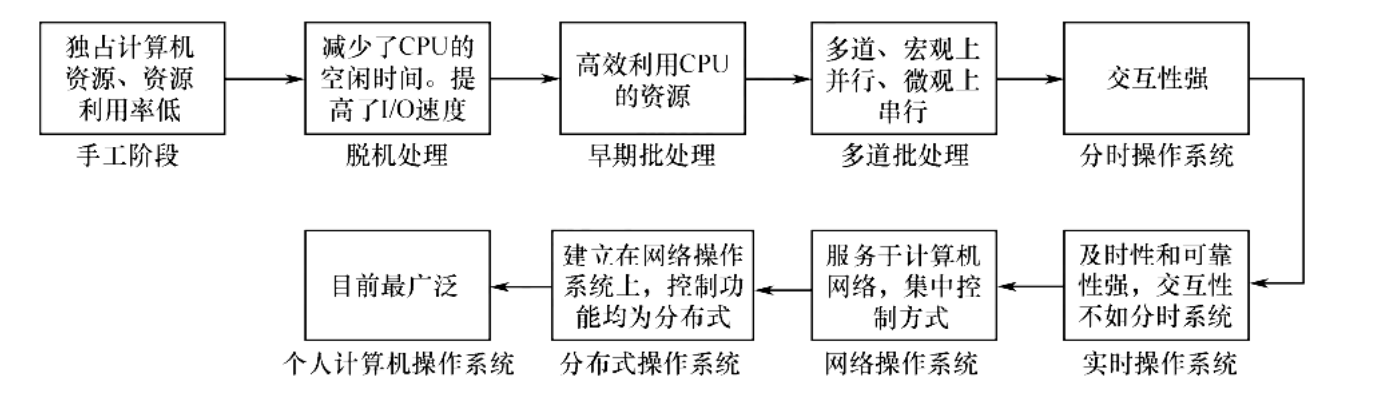 独占计算机
资源、资源
利用率低
手工阶段
减少了CPU的
空闲时间。提
高了I/O速度
脱机处理
高效利用CPU
的资源
早期批处理
多道、宏观上
并行、微观上
串行
多道批处理
交互性强
分时操作系统
及时性和可靠
性强，交互性
不如分时系统
实时操作系统
服务于计算机
网络，集中控
制方式
网络操作系统
建立在网络操作
系统上，控制功
能均为分布式
分布式操作系统
目前最广泛
个人计算机操作系统